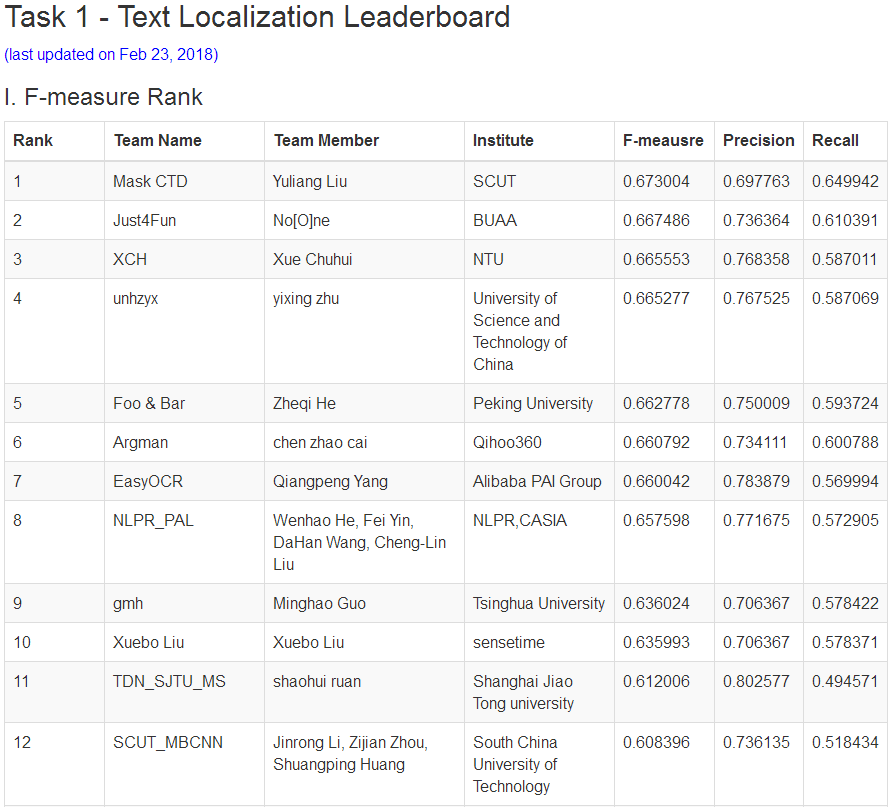 Task 1 - Text Localization Leaderboard
(last updated on Feb 23, 2018)
I. F-measure Rank
Rank Team Name Team Member Institute F-meausre Precision Recall
1 Mask CTD Yuliang Liu SCUT 0.673004 0.697763 0.649942
2 Just4Fun No[O]ne BUAA 0.667486 0.736364 0.610391
3 XCH Xue Chuhui NTU 0.665553 0.768358 0.587011
4 unhzyx yixing zhu University of 0.665277 0.767525 0.587069
Science and
Technology of
China
5 Foo & Bar Zheqi He Peking University 0.662778 0.750009 0.593724
6 Argman chen zhao cai Qihoo360 0.660792 0.734111 0.600788
7 EasyOCR Qiangpeng Yang Alibaba PAI Group 0.660042 0.783879 0.569994
8 NLPR_PAL Wenhao He, Fei Yin, NLPR,CASIA 0.657598 0.771675 0.572905
DaHan Wang, Cheng-Lin
Liu
9 gmh Minghao Guo Tsinghua University 0.636024 0.706367 0.578422
10 Xuebo Liu Xuebo Liu sensetime 0.635993 0.706367 0.578371
11 TDN_SJTU_MS shaohui ruan Shanghai Jiao 0.612006 0.802577 0.494571
Tong university
12 SCUT_MBCNN Jinrong Li, Zijian Zhou, South China 0.608396 0.736135 0.518434
Shuangping Huang University of
Technology